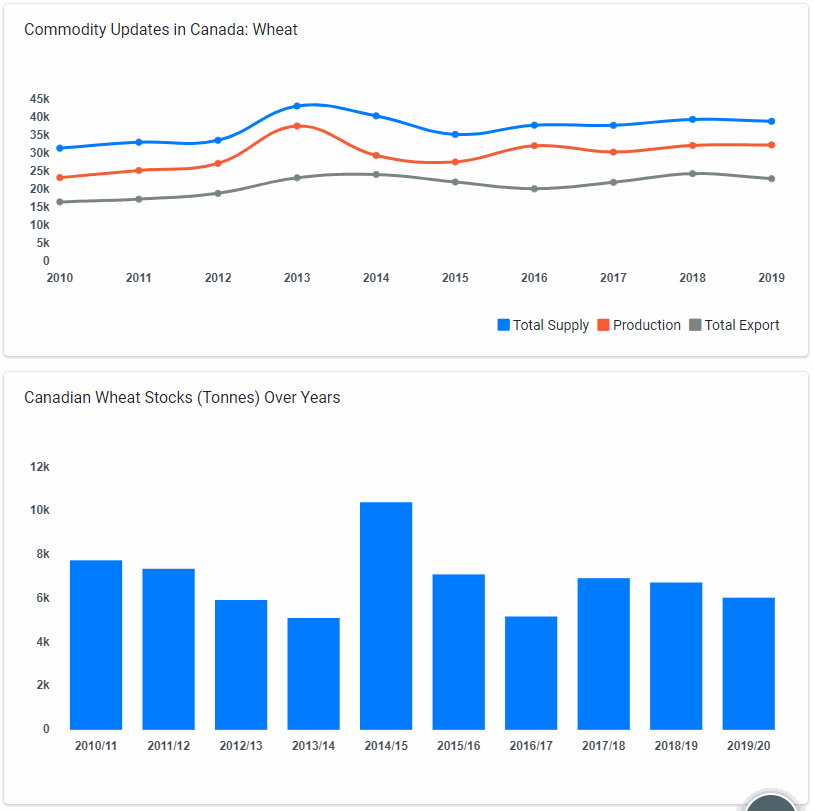 Commodity Updates in Canada: Wheat
45k
40k
35k
30k
25k
20k
15k
10k
5k
0
2010 2011 2012 2013 2014 2015 2016 2017 2018 2019
Total Supply Production Total Export
Canadian Wheat Stocks (Tonnes) Over Years
12k
10k
8k
6k
4k
2k
0
2010/11 2011/12 2012/13 2013/14 2014/15 2015/16 2016/17 2017/18 2018/19 2019/20